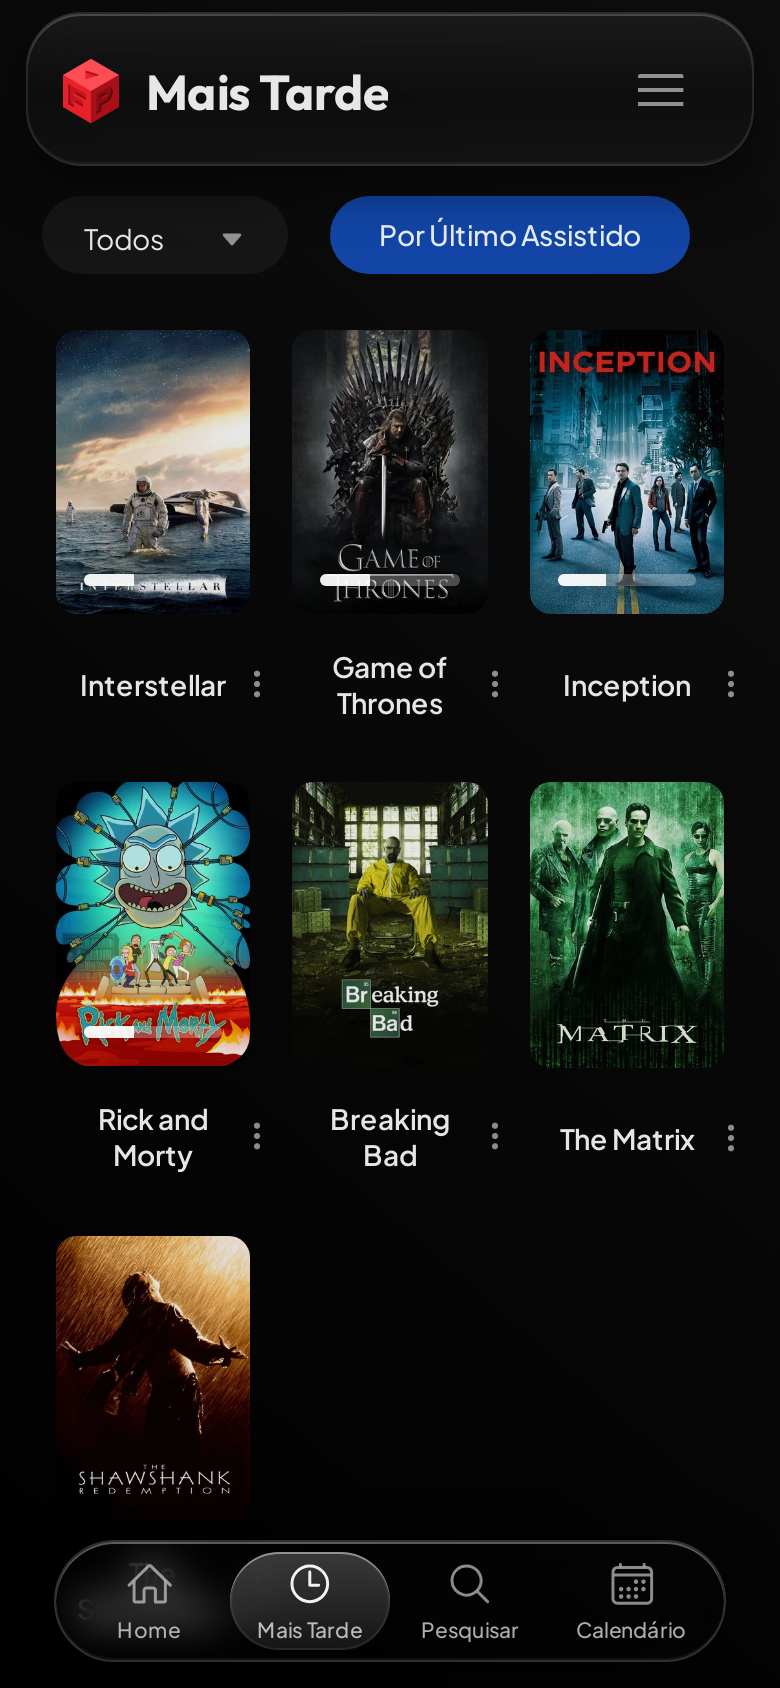 Mais Tarde
Todos
Por Último Assistido
INTERSTELLAR
GAME OF
THRONES
INCEPTION
Interstellar
Game of
Thrones
Inception
Rick and Morty
Breaking
Bad
THE
MATRIX
Rick and
Morty
Breaking
Bad
The Matrix
THE
SHAWSHANK
REDEMPTION
Home
Mais Tarde
Pesquisar
Calendário